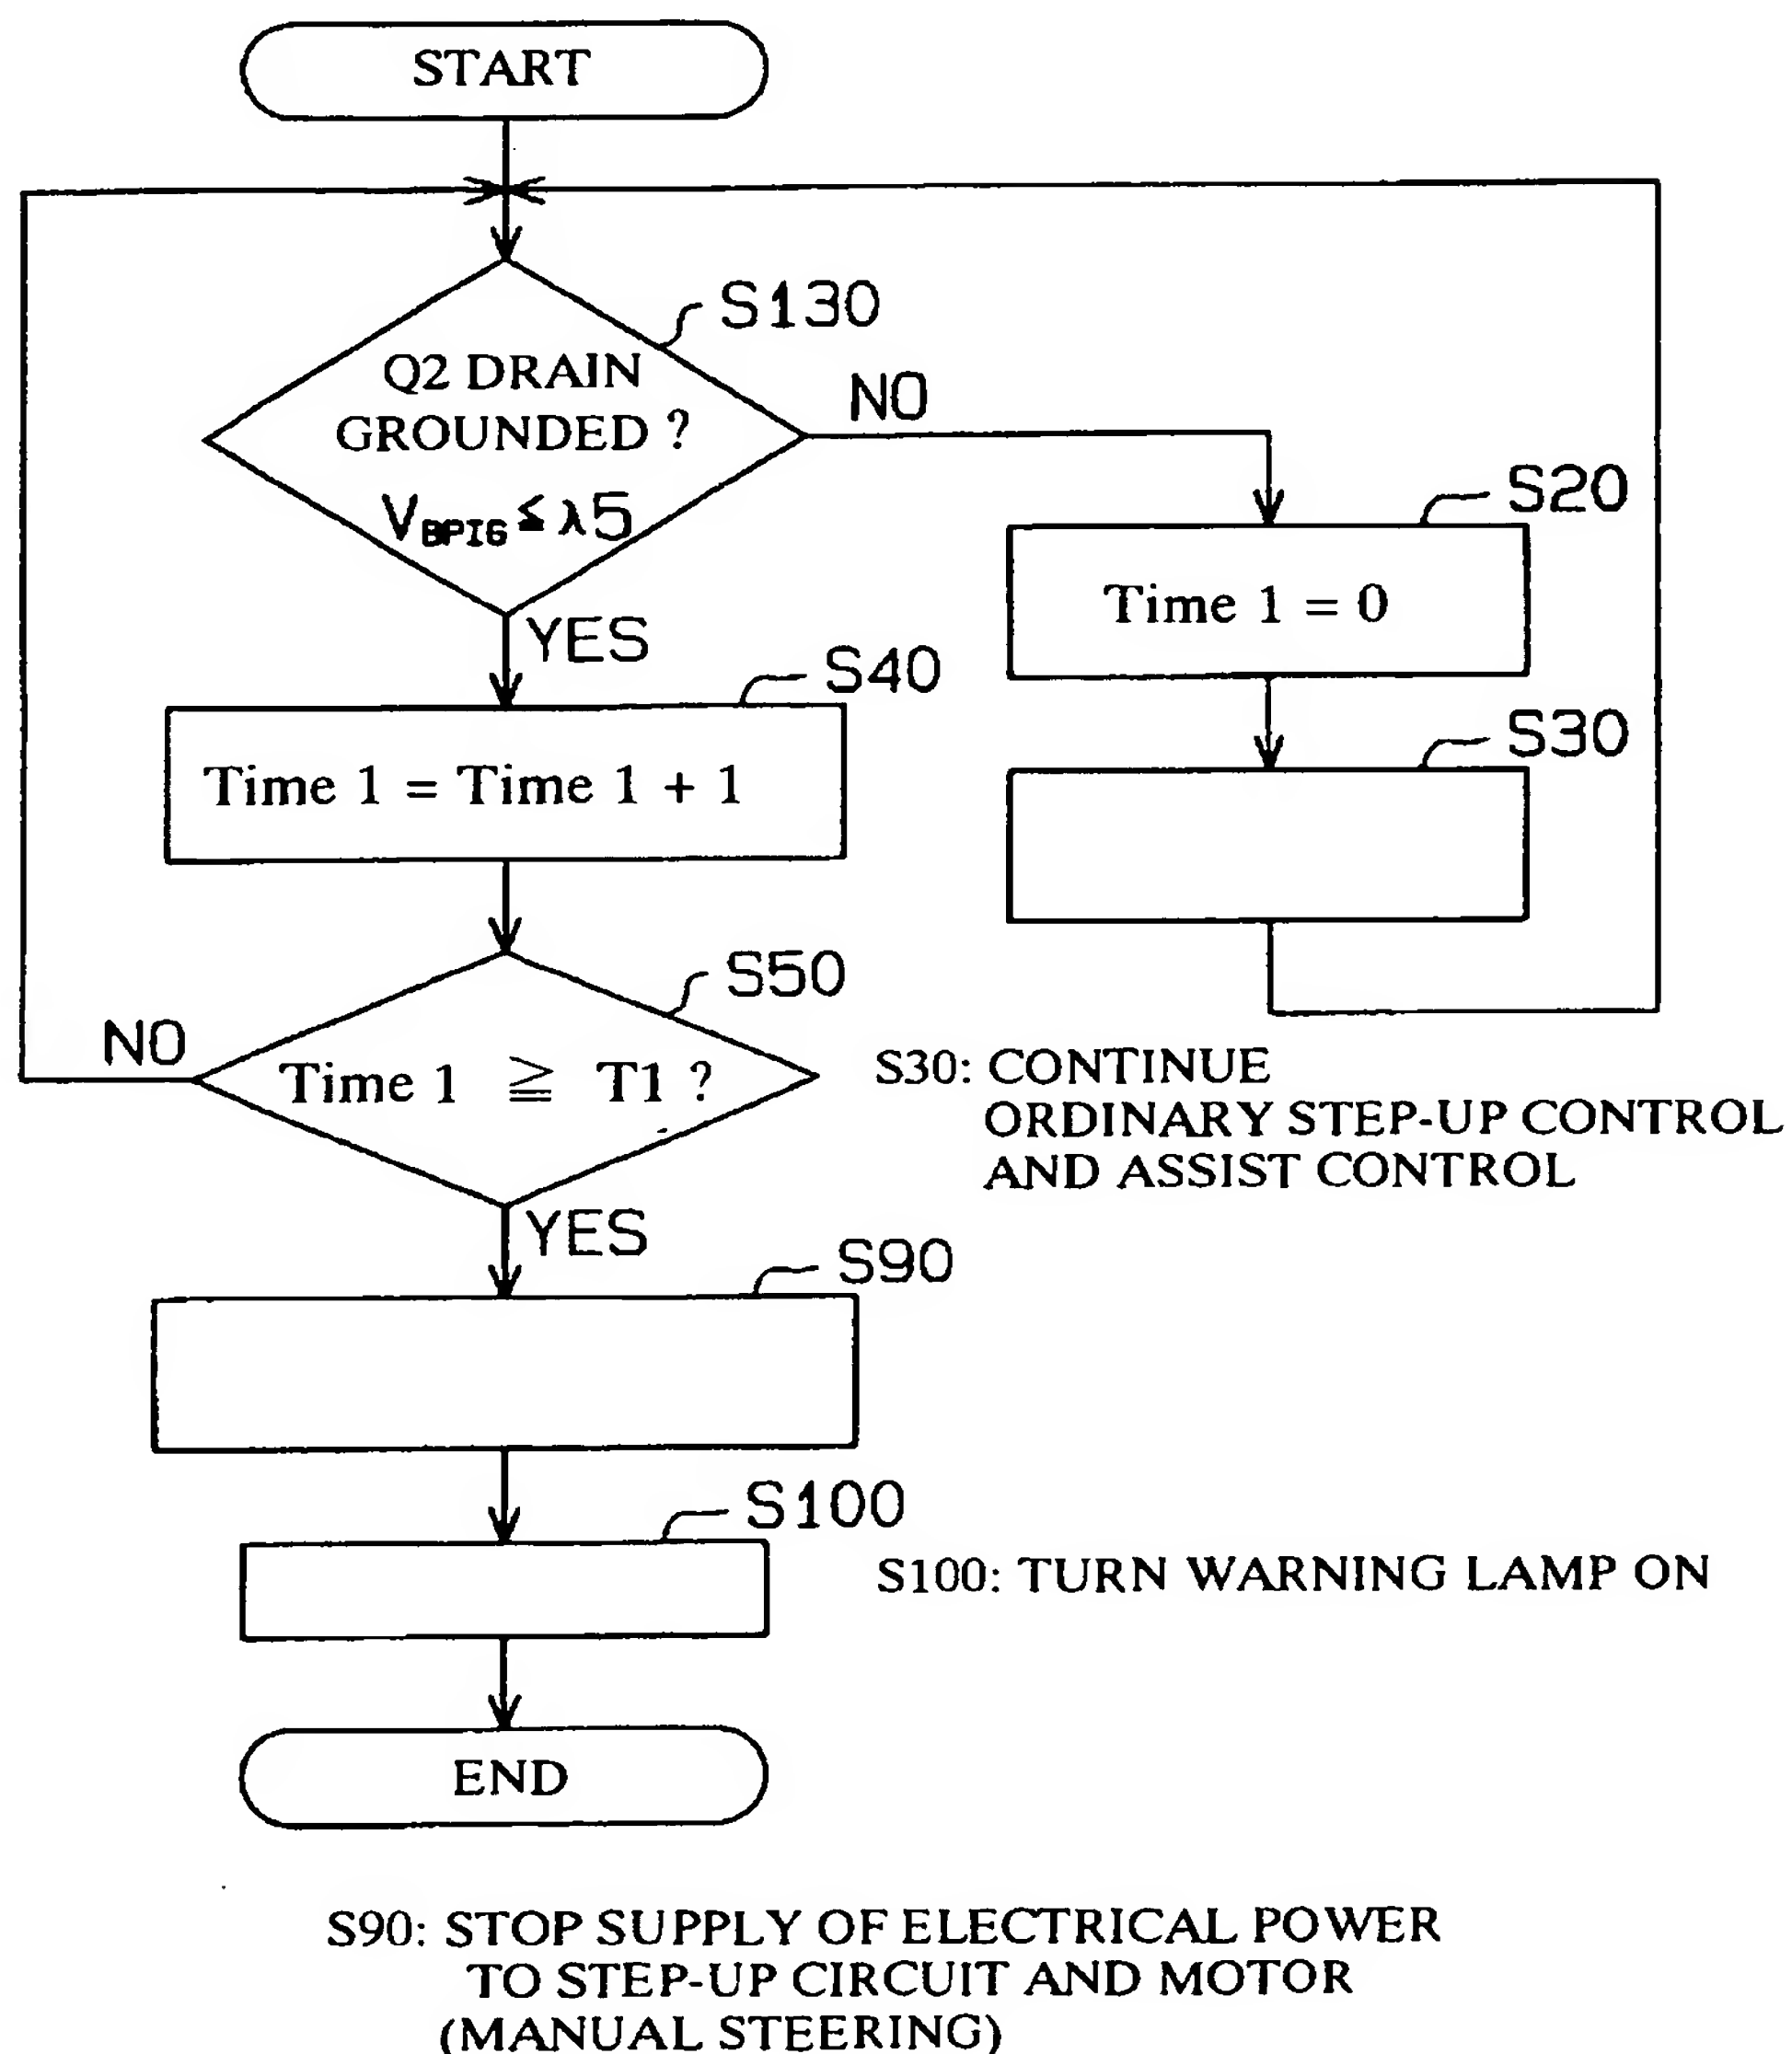 START
S130
Q2 DRAIN
GROUNDED ?
VBPIG ≦ λ5
NO
YES
S20
Time 1 = 0
S40
Time 1 = Time 1 + 1
S30
S50
NO
Time 1 ≧ T1 ?
YES
S30: CONTINUE
ORDINARY STEP-UP CONTROL
AND ASSIST CONTROL
S90
S100
S100: TURN WARNING LAMP ON
END
S90: STOP SUPPLY OF ELECTRICAL POWER
TO STEP-UP CIRCUIT AND MOTOR
(MANUAL STEERING)